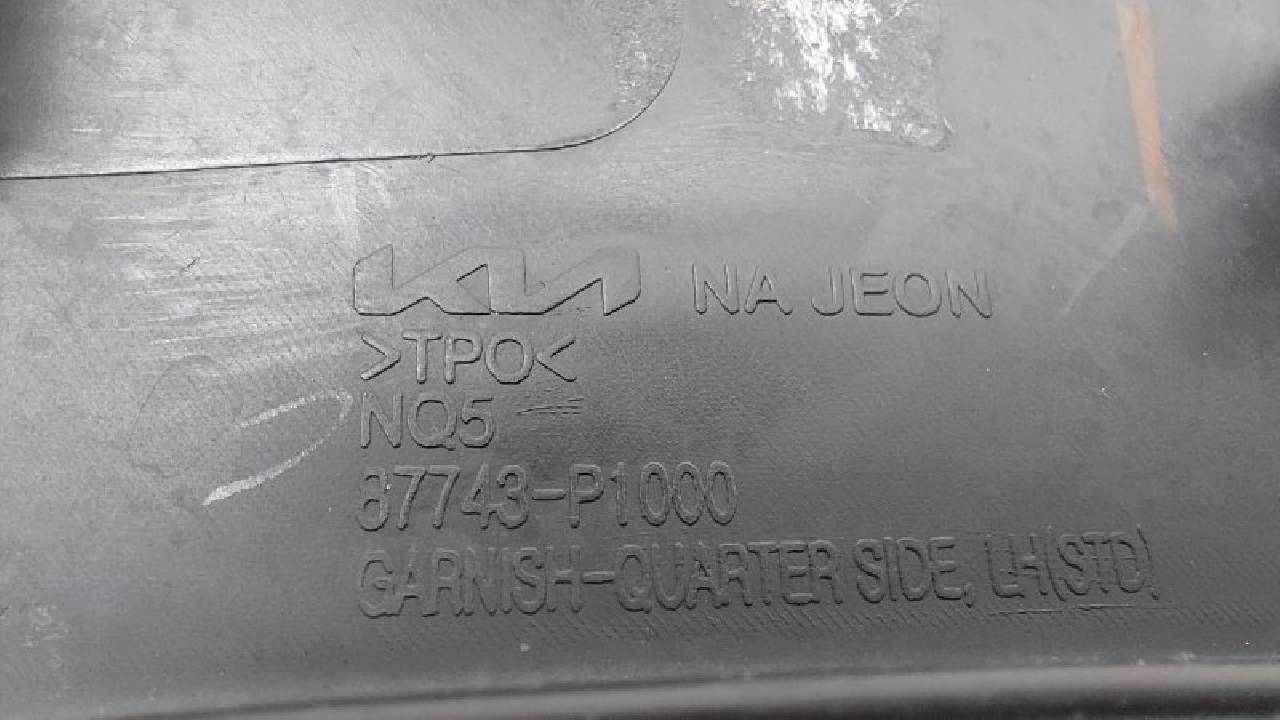 KIA NA JEON
>TPO<
NQ5
87743-P1000
GARNISH-QUARTER SIDE, LH(STD)